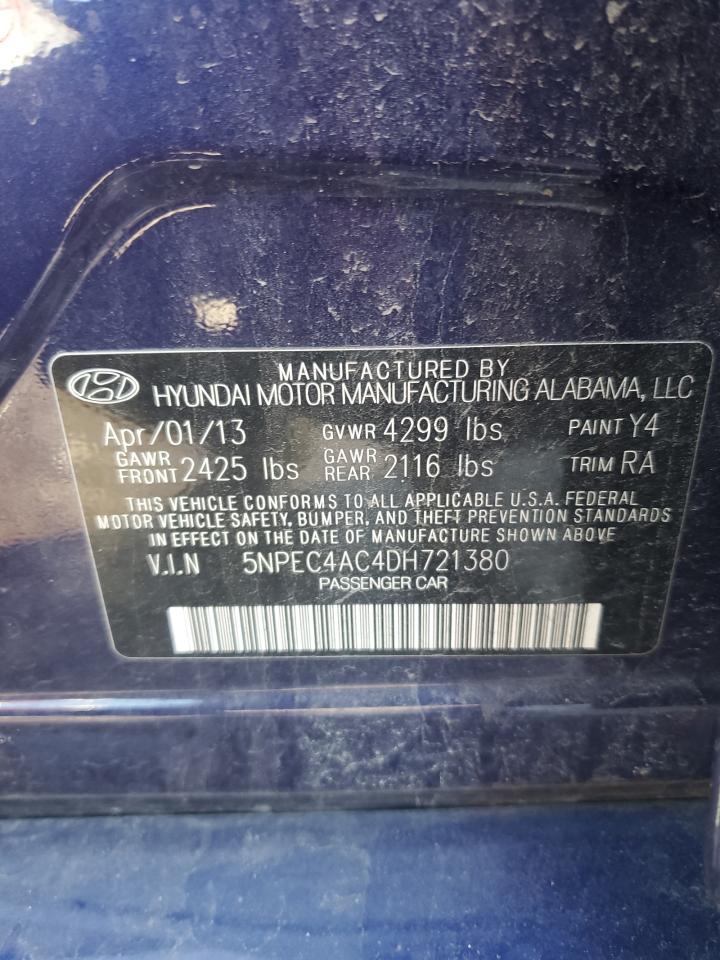 MANUFACTURED BY
HYUNDAI MOTOR MANUFACTURING ALABAMA, LLC
Apr/01/13 GVWR 4299 lbs PAINT Y4
GAWR FRONT 2425 lbs GAWR REAR 2116 lbs TRIM RA
THIS VEHICLE CONFORMS TO ALL APPLICABLE U.S.A. FEDERAL
MOTOR VEHICLE SAFETY, BUMPER, AND THEFT PREVENTION STANDARDS
IN EFFECT ON THE DATE OF MANUFACTURE SHOWN ABOVE
V.I.N 5NPEC4AC4DH721380
PASSENGER CAR